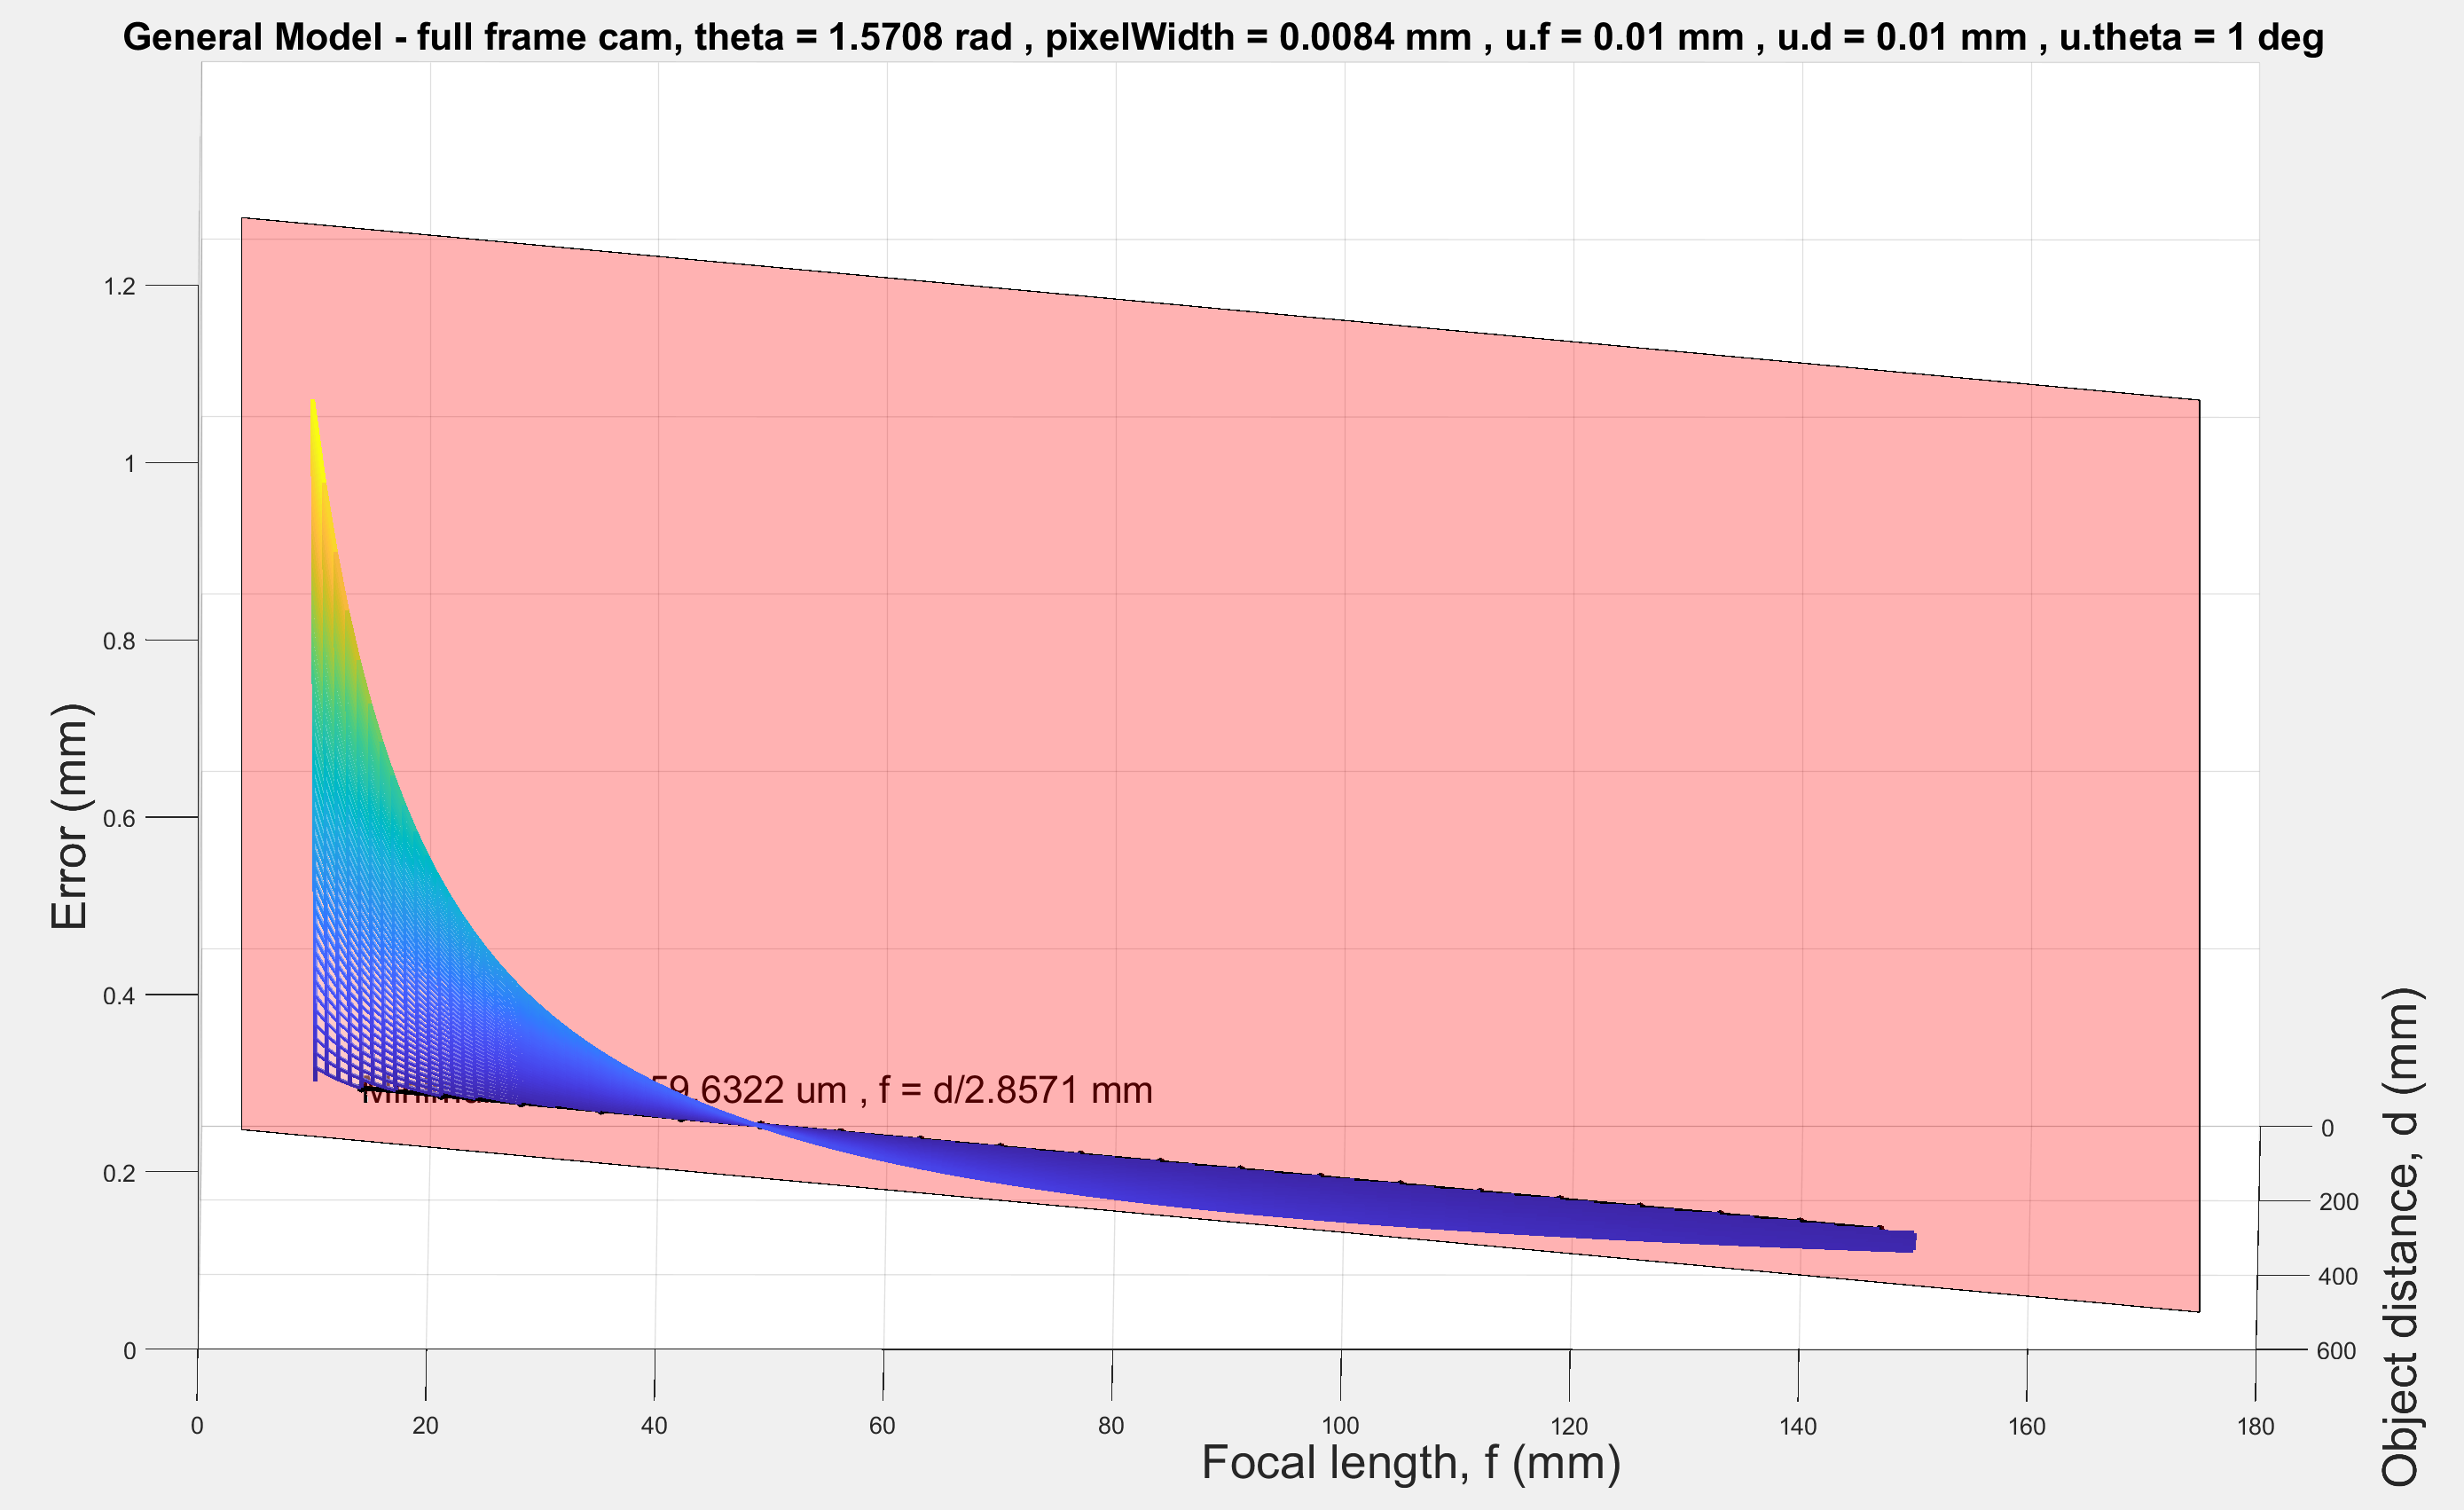 General Model - full frame cam, theta = 1.5708 rad , pixelWidth = 0.0084 mm , u.f = 0.01 mm , u.d = 0.01 mm , u.theta = 1 deg
1.2
1
0.8
0.6
0.4
0.2
0
Error (mm)
59.6322 um , f = d/2.8571 mm
0
200
400
600
Object distance, d (mm)
0 20 40 60 80 100 120 140 160 180
Focal length, f (mm)